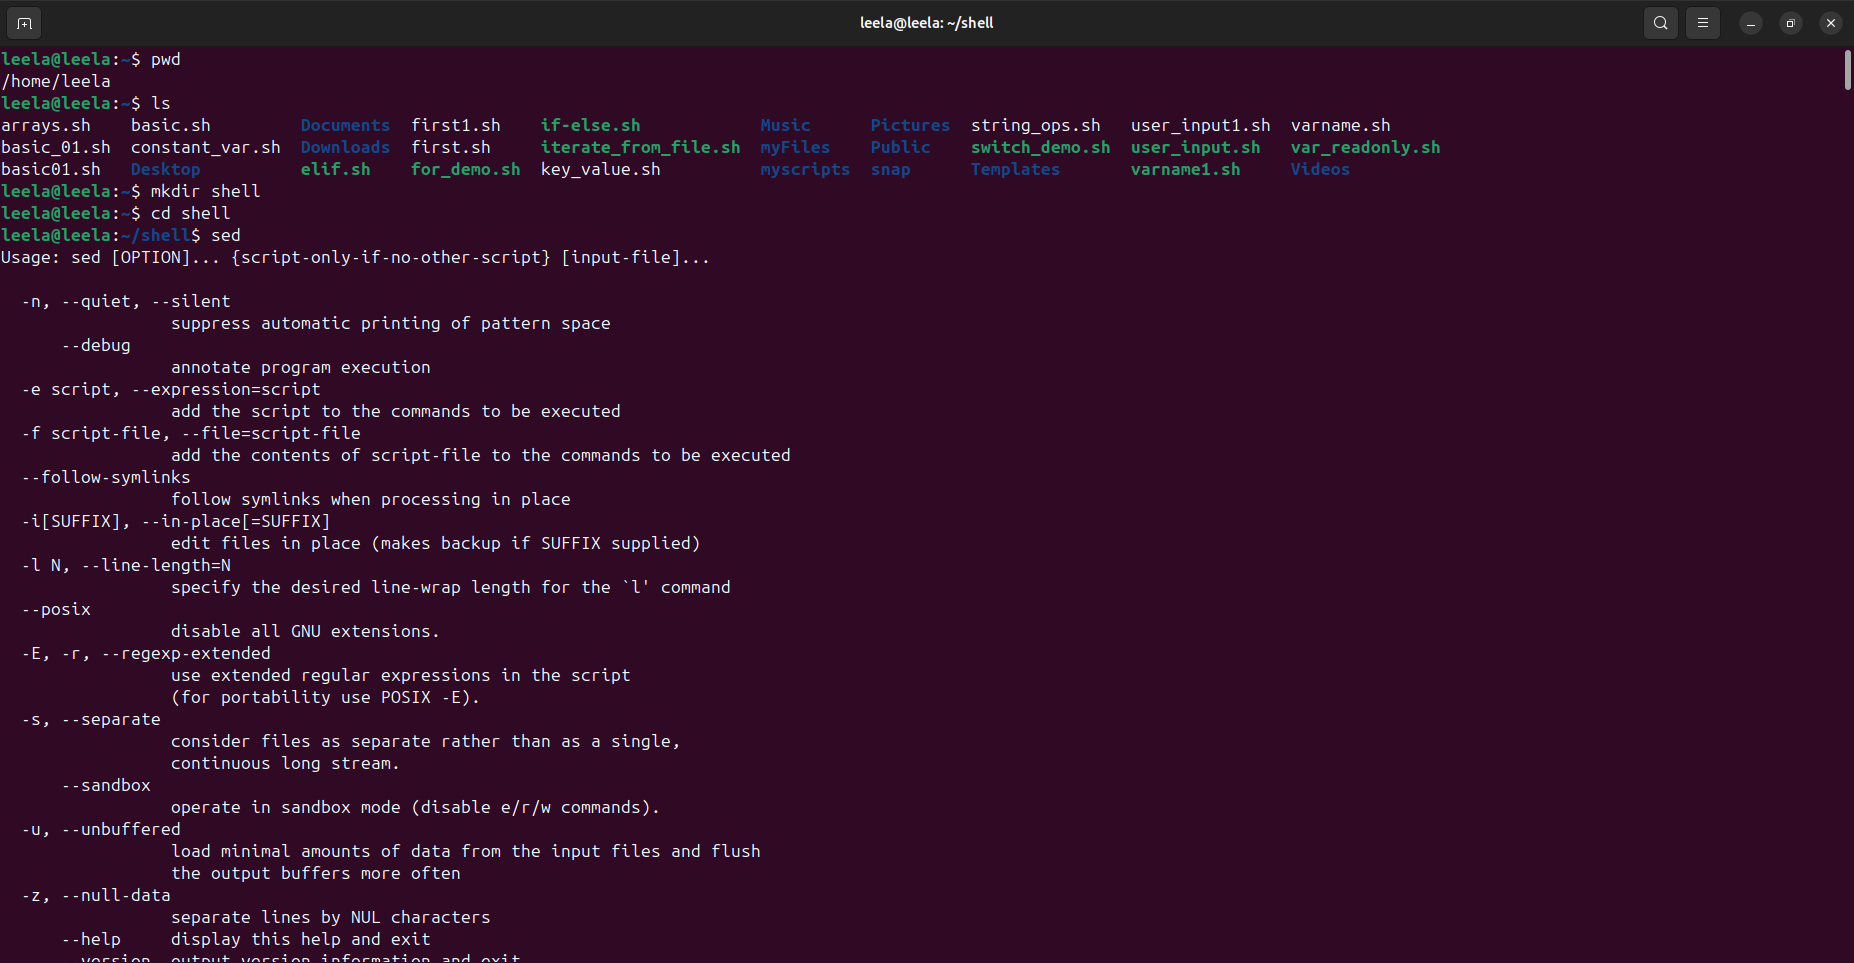 leela@leela: ~/shell
leela@leela:~$ pwd
/home/leela
leela@leela:~$ ls
arrays.sh    basic.sh         Documents  first1.sh    if-else.sh            Music      Pictures  string_ops.sh   user_input1.sh  varname.sh
basic_01.sh  constant_var.sh  Downloads  first.sh     iterate_from_file.sh  myFiles    Public    switch_demo.sh  user_input.sh   var_readonly.sh
basic01.sh   Desktop          elif.sh    for_demo.sh  key_value.sh          myscripts  snap      Templates       varname1.sh     Videos
leela@leela:~$ mkdir shell
leela@leela:~$ cd shell
leela@leela:~/shell$ sed
Usage: sed [OPTION]... {script-only-if-no-other-script} [input-file]...
  -n, --quiet, --silent
                 suppress automatic printing of pattern space
      --debug
                 annotate program execution
  -e script, --expression=script
                 add the script to the commands to be executed
  -f script-file, --file=script-file
                 add the contents of script-file to the commands to be executed
  --follow-symlinks
                 follow symlinks when processing in place
  -i[SUFFIX], --in-place[=SUFFIX]
                 edit files in place (makes backup if SUFFIX supplied)
  -l N, --line-length=N
                 specify the desired line-wrap length for the `l' command
  --posix
                 disable all GNU extensions.
  -E, -r, --regexp-extended
                 use extended regular expressions in the script
                 (for portability use POSIX -E).
  -s, --separate
                 consider files as separate rather than as a single,
                 continuous long stream.
      --sandbox
                 operate in sandbox mode (disable e/r/w commands).
  -u, --unbuffered
                 load minimal amounts of data from the input files and flush
                 the output buffers more often
  -z, --null-data
                 separate lines by NUL characters
      --help     display this help and exit
      --version  output version information and exit